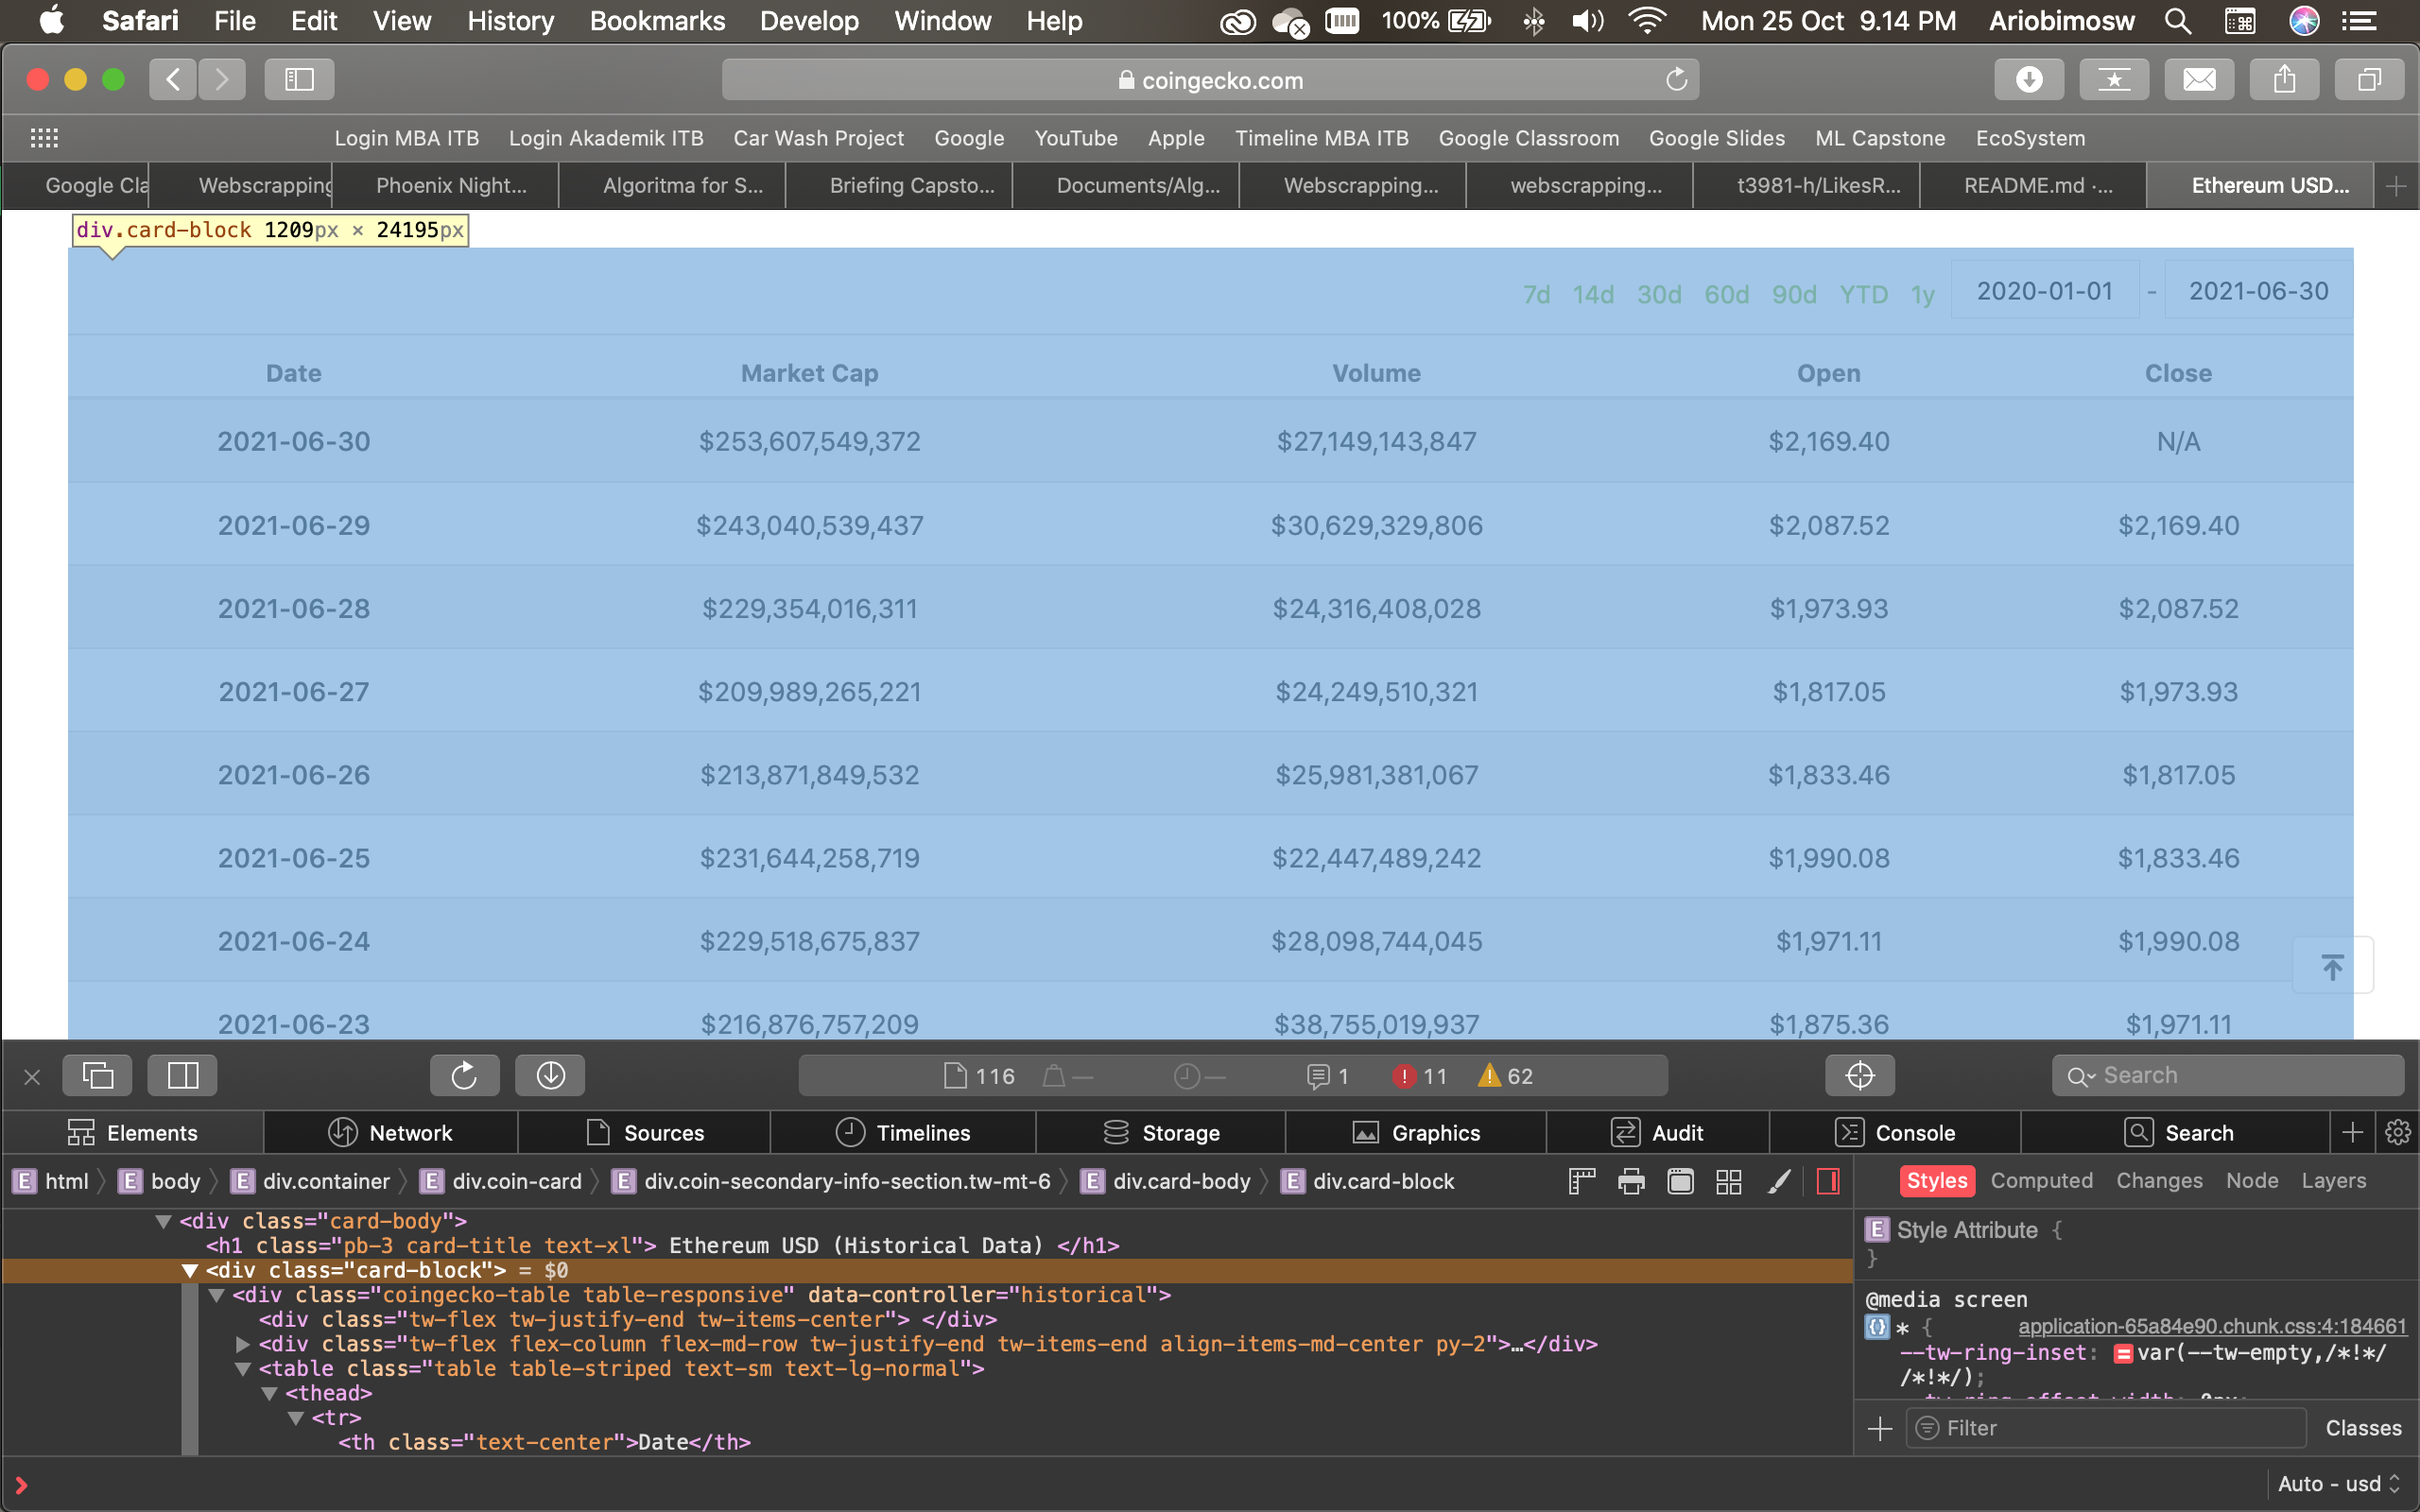 Safari File Edit View History Bookmarks Develop Window Help 100% Mon 25 Oct 9.14 PM Ariobimosw
coingecko.com
Login MBA ITB Login Akademik ITB Car Wash Project Google YouTube Apple Timeline MBA ITB Google Classroom Google Slides ML Capstone EcoSystem
Google Cla Webscrapping Phoenix Night... Algoritma for S... Briefing Capsto... Documents/Alg... Webscrapping... webscrapping... t3981-h/LikesR... README.md ·... Ethereum USD...
div.card-block 1209px × 24195px
7d 14d 30d 60d 90d YTD 1y 2020-01-01 - 2021-06-30
Date Market Cap Volume Open Close
2021-06-30 $253,607,549,372 $27,149,143,847 $2,169.40 N/A
2021-06-29 $243,040,539,437 $30,629,329,806 $2,087.52 $2,169.40
2021-06-28 $229,354,016,311 $24,316,408,028 $1,973.93 $2,087.52
2021-06-27 $209,989,265,221 $24,249,510,321 $1,817.05 $1,973.93
2021-06-26 $213,871,849,532 $25,981,381,067 $1,833.46 $1,817.05
2021-06-25 $231,644,258,719 $22,447,489,242 $1,990.08 $1,833.46
2021-06-24 $229,518,675,837 $28,098,744,045 $1,971.11 $1,990.08
2021-06-23 $216,876,757,209 $38,755,019,937 $1,875.36 $1,971.11
116 — — 1 11 62 Search
Elements Network Sources Timelines Storage Graphics Audit Console Search
E html E body E div.container E div.coin-card E div.coin-secondary-info-section.tw-mt-6 E div.card-body E div.card-block
Styles Computed Changes Node Layers
<div class="card-body">
<h1 class="pb-3 card-title text-xl"> Ethereum USD (Historical Data) </h1>
<div class="card-block"> = $0
<div class="coingecko-table table-responsive" data-controller="historical">
<div class="tw-flex tw-justify-end tw-items-center"> </div>
<div class="tw-flex flex-column flex-md-row tw-justify-end tw-items-end align-items-md-center py-2">…</div>
<table class="table table-striped text-sm text-lg-normal">
<thead>
<tr>
<th class="text-center">Date</th>
E Style Attribute {
}
@media screen
{} * { application-65a84e90.chunk.css:4:184661
--tw-ring-inset: var(--tw-empty,/*!*/
/*!*/);
--tw-ring-offset-width: 0px;
Filter Classes
Auto - usd